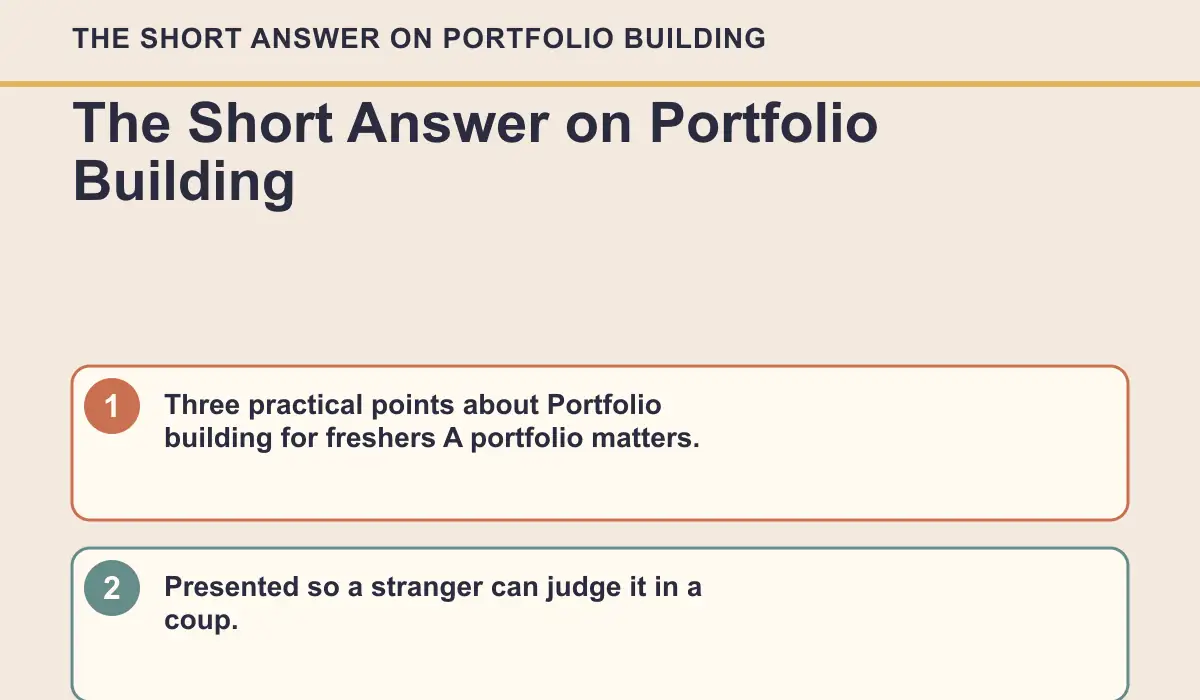 THE SHORT ANSWER ON PORTFOLIO BUILDING
The Short Answer on Portfolio
Building
1
Three practical points about Portfolio
building for freshers A portfolio matters.
2
Presented so a stranger can judge it in a
coup.